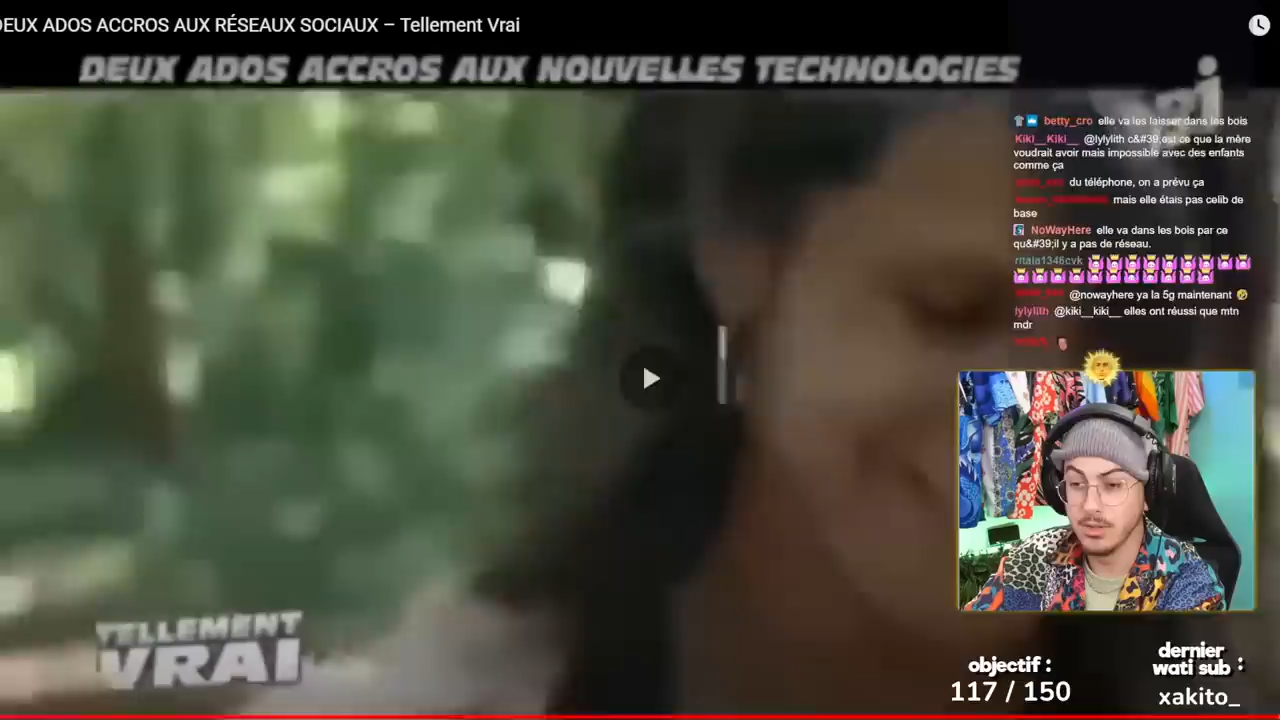 DEUX ADOS ACCROS AUX RÉSEAUX SOCIAUX – Tellement Vrai
DEUX ADOS ACCROS AUX NOUVELLES TECHNOLOGIES
betty_cro elle va les laisser dans les bois
Kiki__Kiki__ @lylylith c&#39;est ce que la mère
voudrait avoir mais impossible avec des enfants
comme ça
du téléphone, on a prévu ça
mais elle étais pas celib de
base
NoWayHere elle va dans les bois par ce
qu&#39;il y a pas de réseau.
ritala1346cvk
@nowayhere ya la 5g maintenant
lylylith @kiki__kiki__ elles ont réussi que mtn
mdr
TELLEMENT
VRAI
objectif :
117 / 150
dernier
wati sub :
xakito_